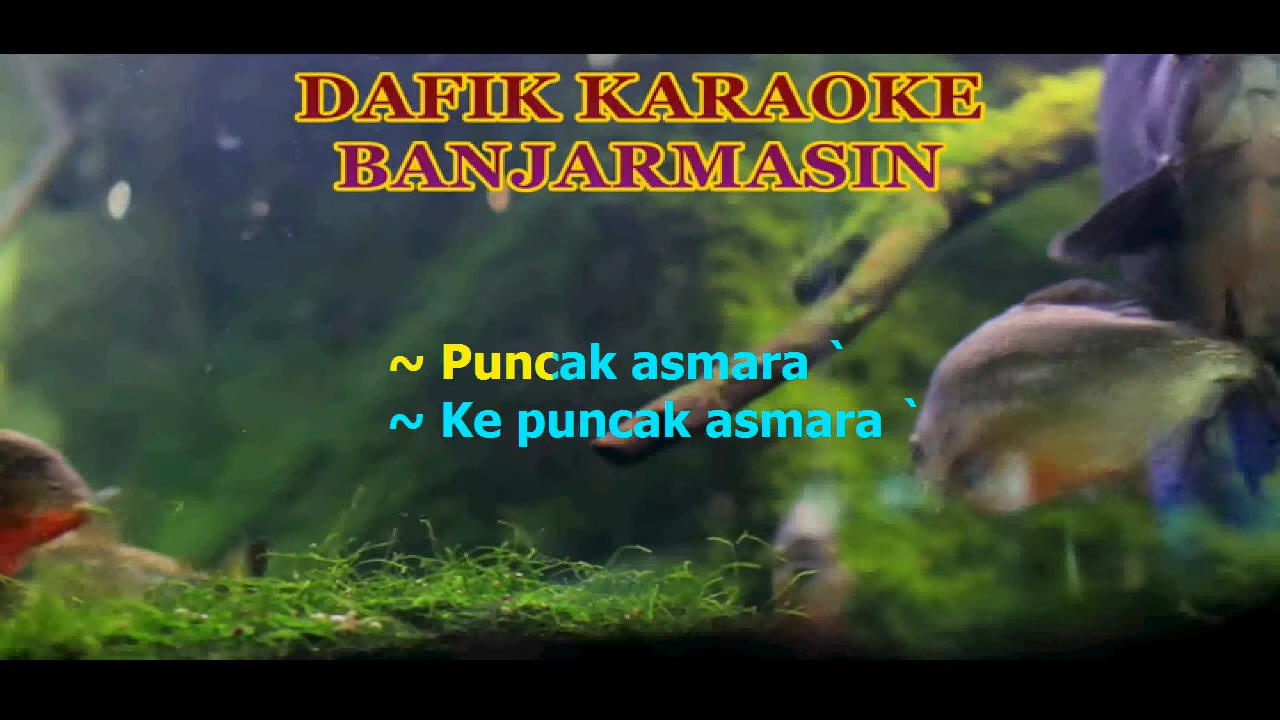 DAFIK KARAOKE
BANJARMASIN
~ Puncak asmara `
~ Ke puncak asmara `